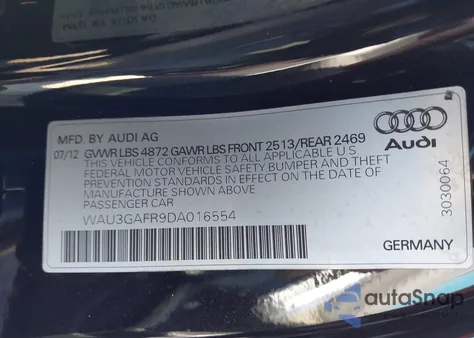 MFD. BY AUDI AG
07/12 GVWR LBS 4872 GAWR LBS FRONT 2513/REAR 2469
THIS VEHICLE CONFORMS TO ALL APPLICABLE U.S.
FEDERAL MOTOR VEHICLE SAFETY, BUMPER, AND THEFT
PREVENTION STANDARDS IN EFFECT ON THE DATE OF
MANUFACTURE SHOWN ABOVE
PASSENGER CAR
WAU3GAFR9DA016554
Audi
3030064
GERMANY
autosnap